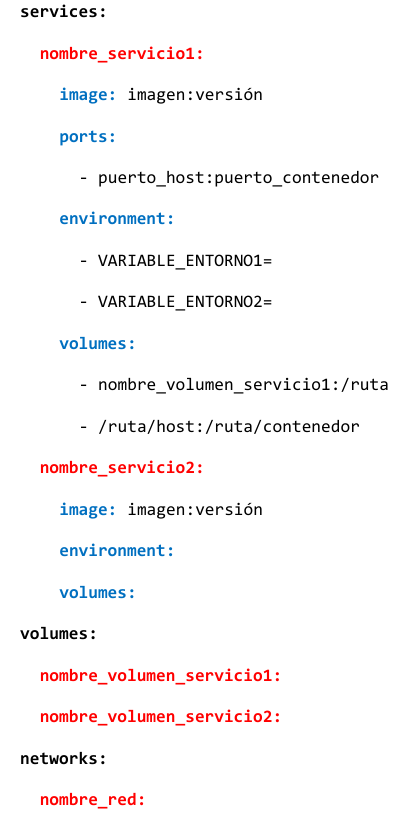 services:
  nombre_servicio1:
    image: imagen:versión
    ports:
      - puerto_host:puerto_contenedor
    environment:
      - VARIABLE_ENTORNO1=
      - VARIABLE_ENTORNO2=
    volumes:
      - nombre_volumen_servicio1:/ruta
      - /ruta/host:/ruta/contenedor
  nombre_servicio2:
    image: imagen:versión
    environment:
    volumes:
volumes:
  nombre_volumen_servicio1:
  nombre_volumen_servicio2:
networks:
  nombre_red: